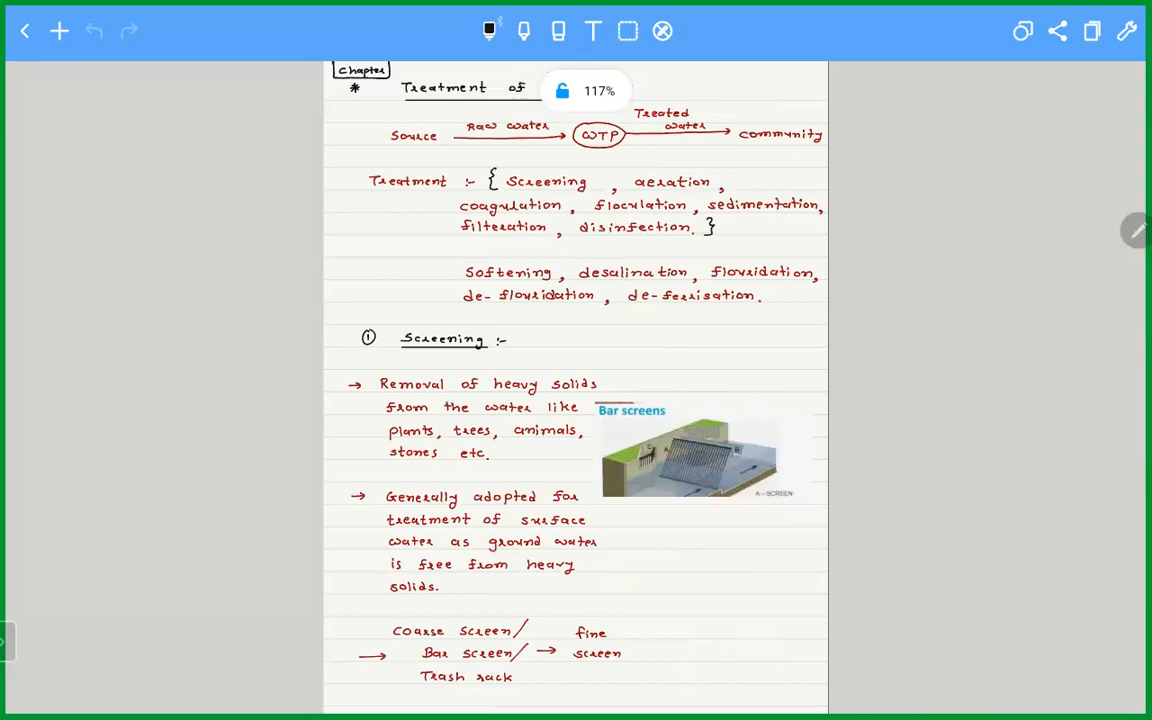 117%
Chapter
* Treatment of
Source Raw water WTP Treated water community
Treatment :- { Screening , aeration ,
coagulation , floculation , sedimentation,
filteration , disinfection. }
Softening , desalination , flouridation,
de-flouridation , de-ferrisation.
① Screening :-
→ Removal of heavy solids
from the water like
plants, trees, animals,
stones etc.
Bar screens
C A B
A – SCREEN
→ Generally adopted for
treatment of surface
water as ground water
is free from heavy
solids.
Coarse screen/ fine
→ Bar screen/ → screen
Trash rack